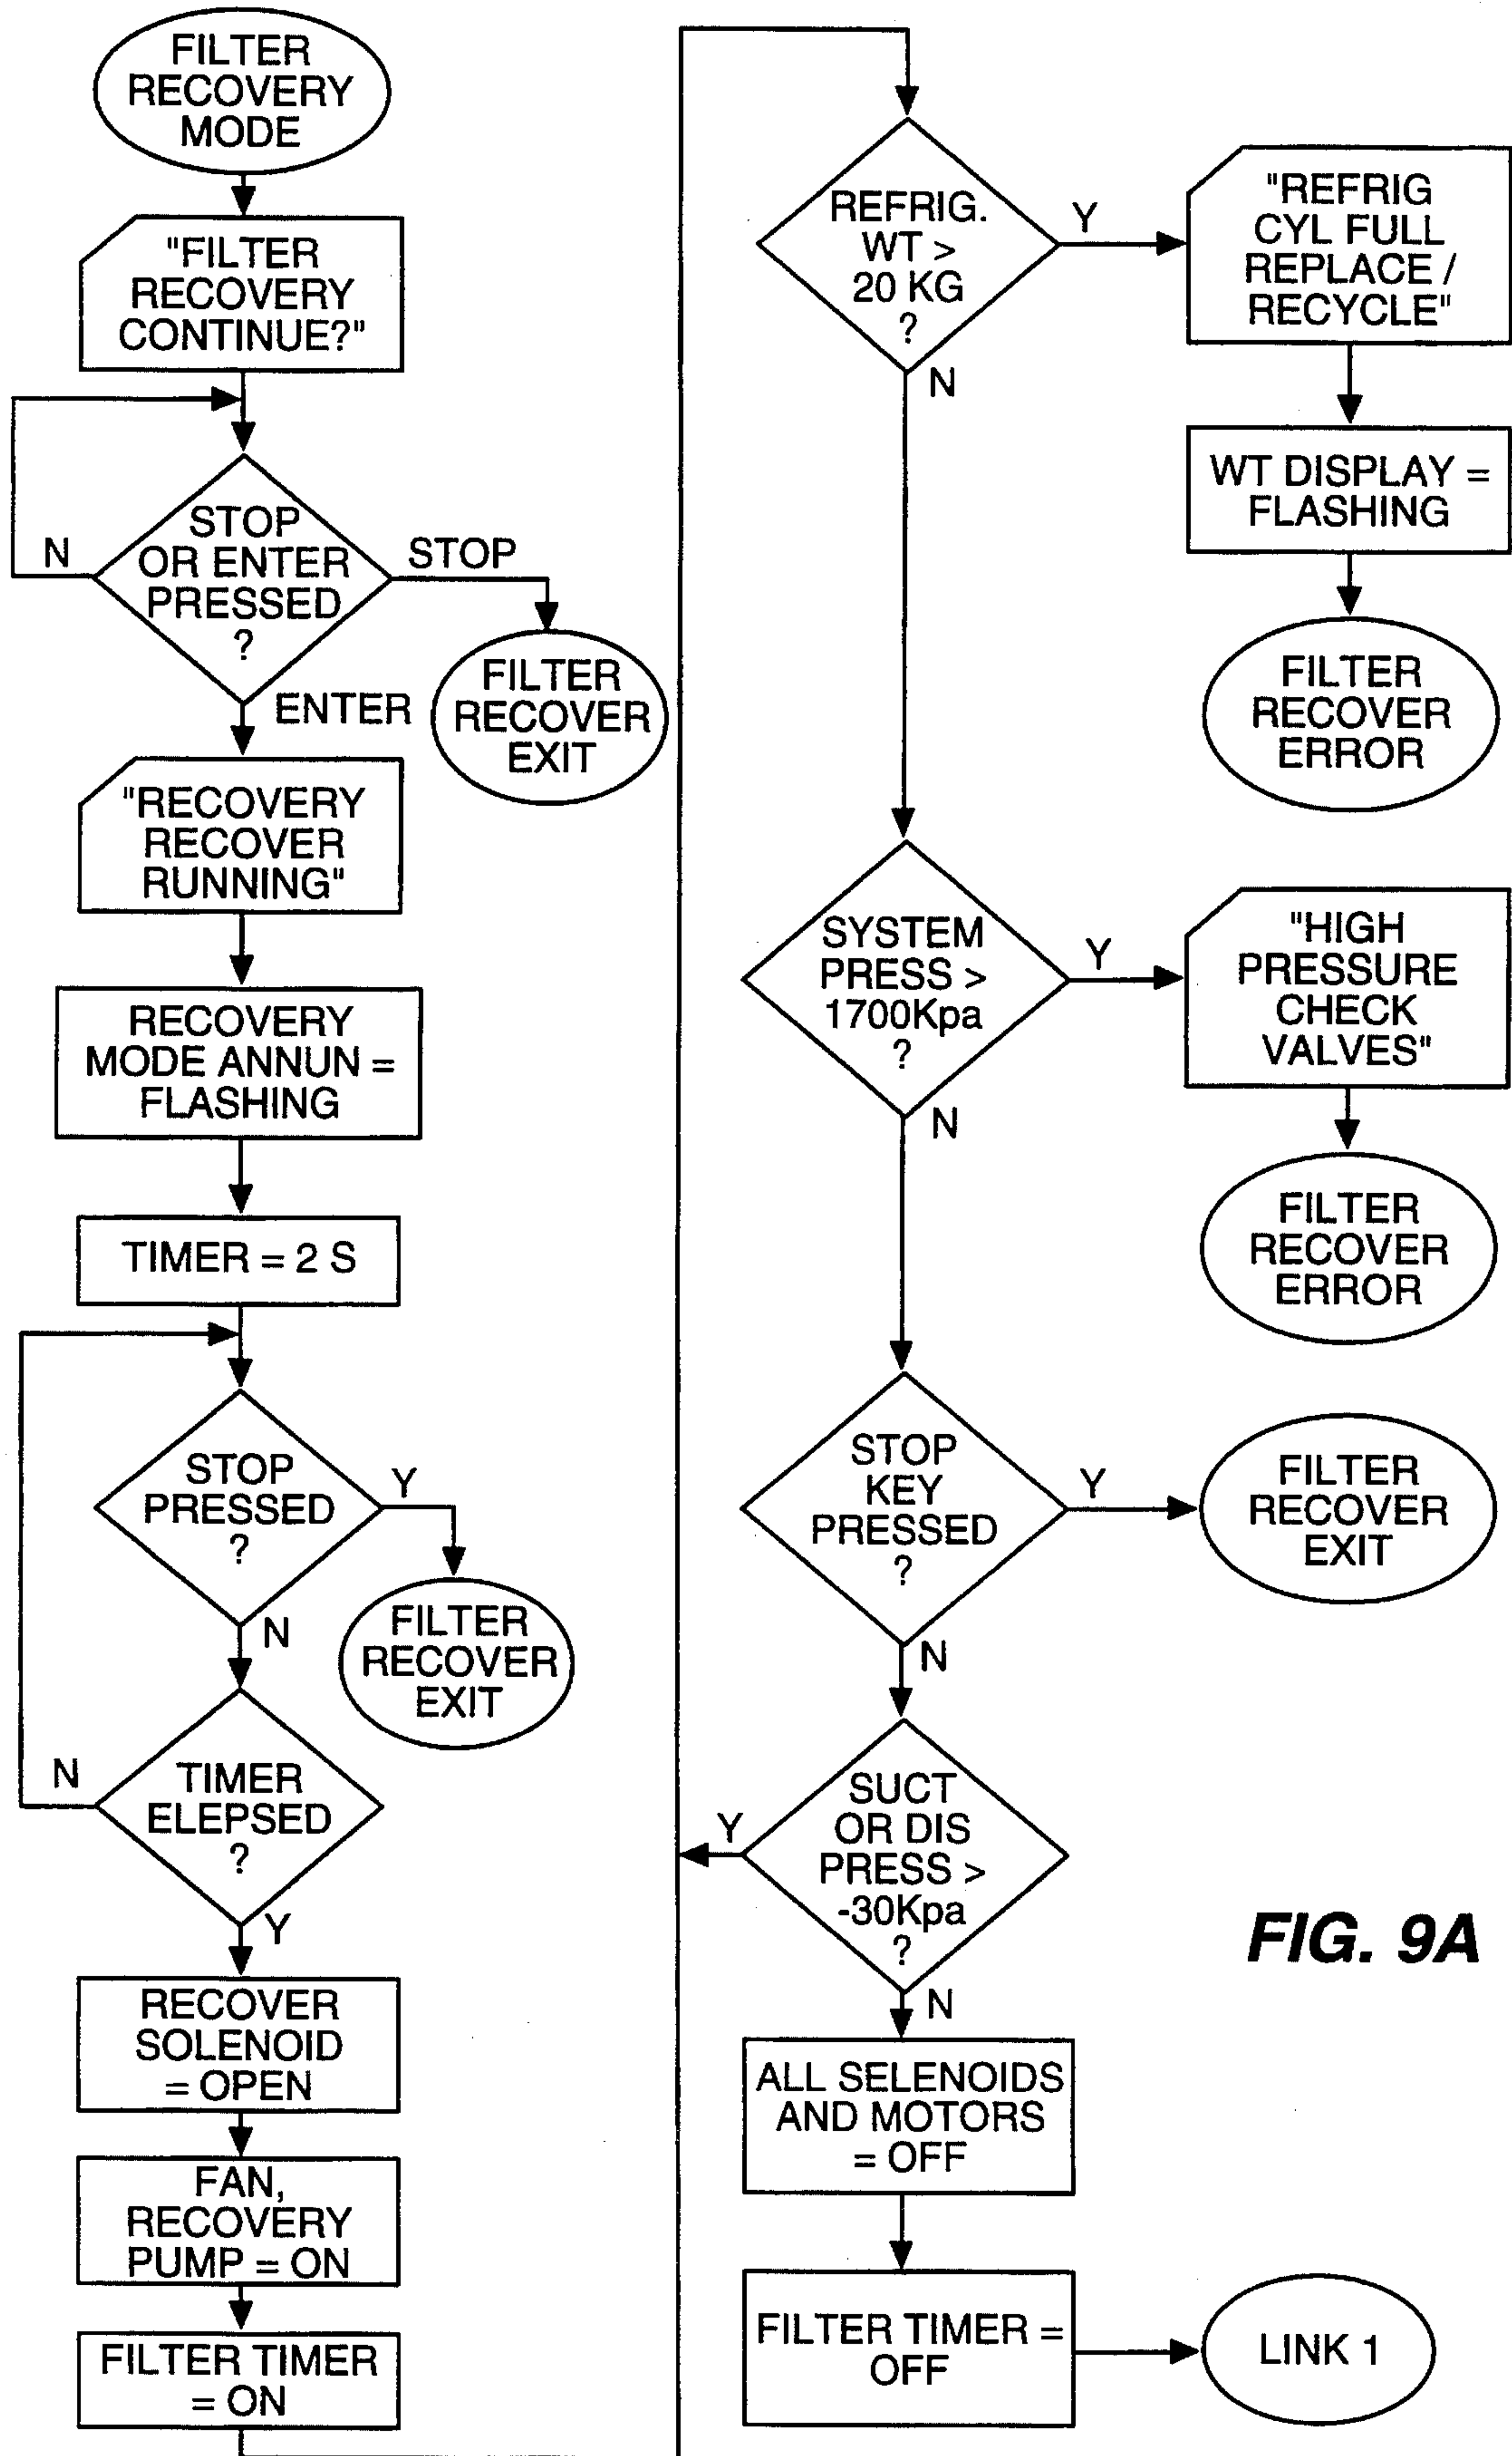 FILTER
RECOVERY
MODE
"FILTER
RECOVERY
CONTINUE?"
STOP
OR ENTER
PRESSED
?
N
STOP
FILTER
RECOVER
EXIT
ENTER
"RECOVERY
RECOVER
RUNNING"
RECOVERY
MODE ANNUN =
FLASHING
TIMER = 2 S
STOP
PRESSED
?
Y
FILTER
RECOVER
EXIT
N
TIMER
ELEPSED
?
N
Y
RECOVER
SOLENOID
= OPEN
FAN,
RECOVERY
PUMP = ON
FILTER TIMER
= ON
REFRIG.
WT >
20 KG
?
Y
"REFRIG
CYL FULL
REPLACE /
RECYCLE"
WT DISPLAY =
FLASHING
FILTER
RECOVER
ERROR
N
SYSTEM
PRESS >
1700Kpa
?
Y
"HIGH
PRESSURE
CHECK
VALVES"
FILTER
RECOVER
ERROR
N
STOP
KEY
PRESSED
?
Y
FILTER
RECOVER
EXIT
N
SUCT
OR DIS
PRESS >
-30Kpa
?
Y
N
ALL SELENOIDS
AND MOTORS
= OFF
FILTER TIMER =
OFF
LINK 1
FIG. 9A